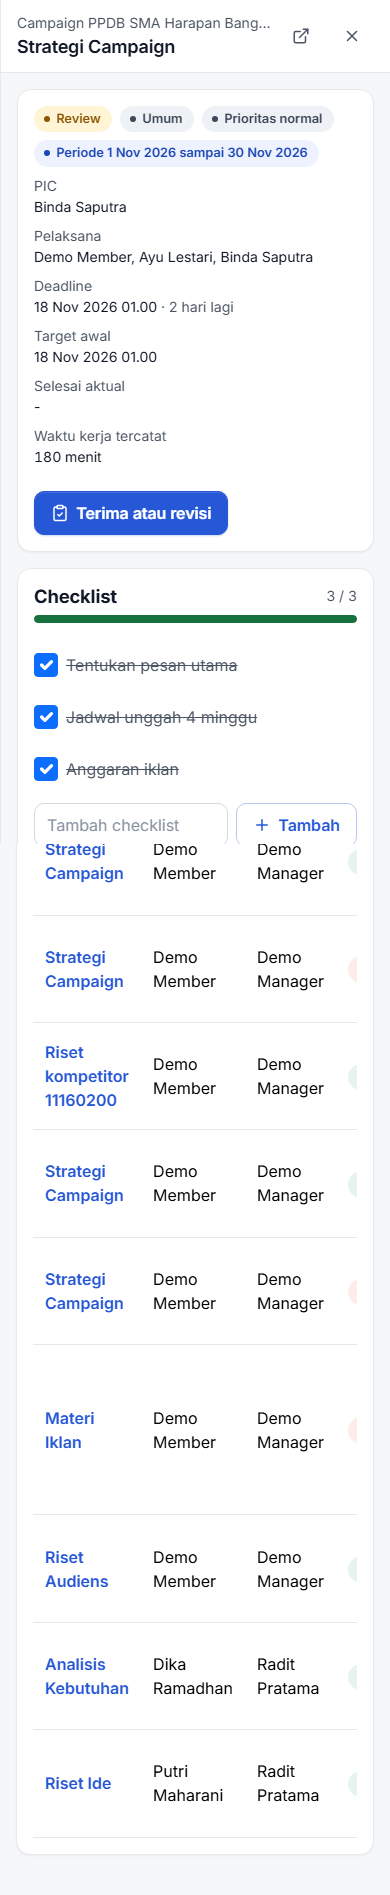 Campaign PPDB SMA Harapan Bang...
Strategi Campaign
Review
Umum
Prioritas normal
Periode 1 Nov 2026 sampai 30 Nov 2026
PIC
Binda Saputra
Pelaksana
Demo Member, Ayu Lestari, Binda Saputra
Deadline
18 Nov 2026 01.00 · 2 hari lagi
Target awal
18 Nov 2026 01.00
Selesai aktual
-
Waktu kerja tercatat
180 menit
Terima atau revisi
Checklist
3 / 3
Tentukan pesan utama
Jadwal unggah 4 minggu
Anggaran iklan
Tambah checklist
+ Tambah
Strategi Demo Demo
Campaign Member Manager
Strategi Demo Demo
Campaign Member Manager
Riset
kompetitor
11160200
Demo
Member
Demo
Manager
Strategi Demo Demo
Campaign Member Manager
Strategi Demo Demo
Campaign Member Manager
Materi Demo Demo
Iklan Member Manager
Riset Demo Demo
Audiens Member Manager
Analisis Dika Radit
Kebutuhan Ramadhan Pratama
Riset Ide
Putri
Maharani
Radit
Pratama